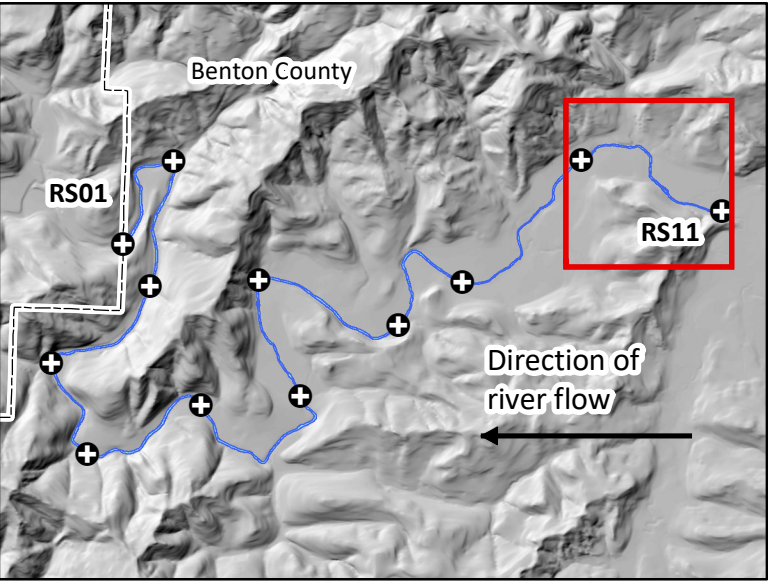 Benton County
RS01
RS11
Direction of
river flow